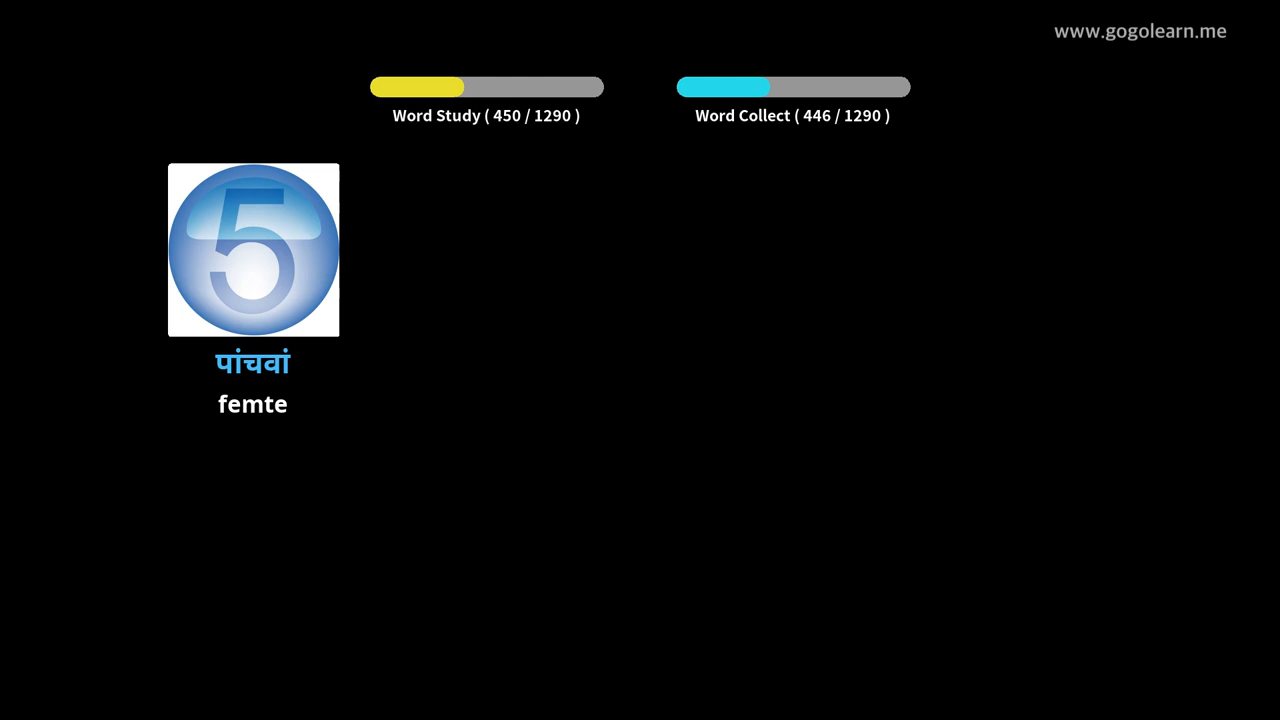 www.gogolearn.me
Word Study ( 450 / 1290 )
Word Collect ( 446 / 1290 )
5
पांचवां
femte